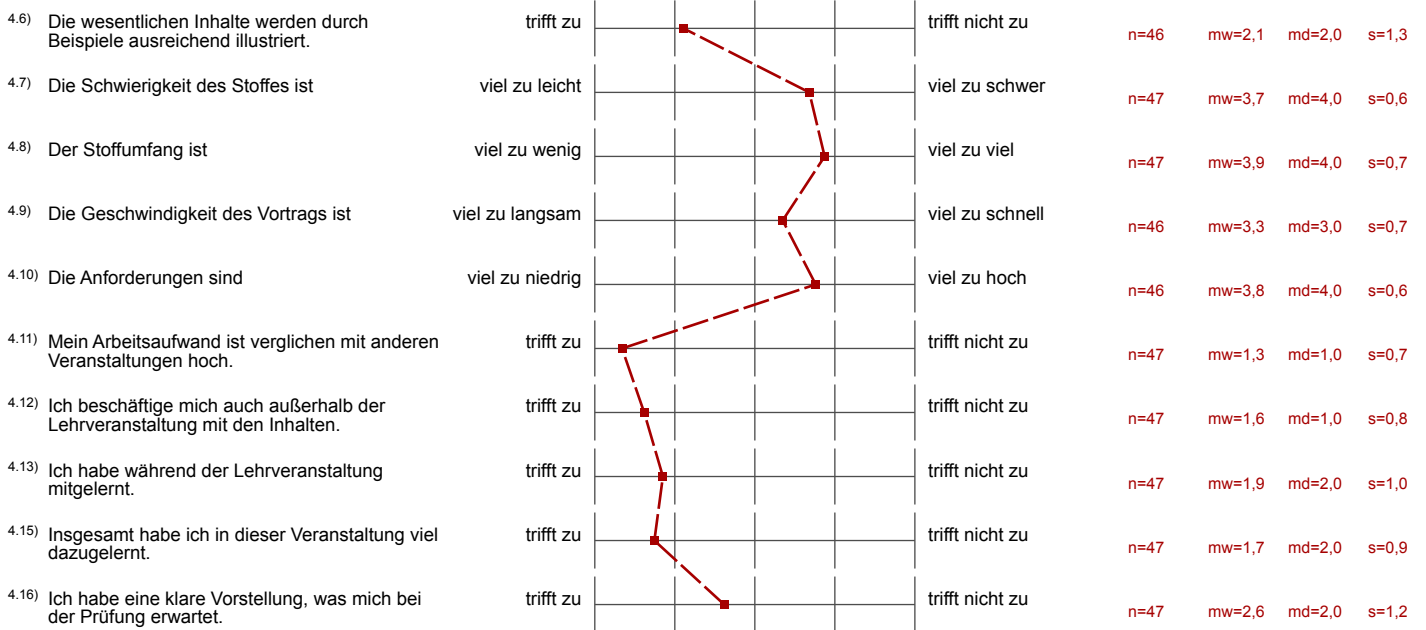 4.6) Die wesentlichen Inhalte werden durch Beispiele ausreichend illustriert. trifft zu trifft nicht zu n=46 mw=2,1 md=2,0 s=1,3
4.7) Die Schwierigkeit des Stoffes ist viel zu leicht viel zu schwer n=47 mw=3,7 md=4,0 s=0,6
4.8) Der Stoffumfang ist viel zu wenig viel zu viel n=47 mw=3,9 md=4,0 s=0,7
4.9) Die Geschwindigkeit des Vortrags ist viel zu langsam viel zu schnell n=46 mw=3,3 md=3,0 s=0,7
4.10) Die Anforderungen sind viel zu niedrig viel zu hoch n=46 mw=3,8 md=4,0 s=0,6
4.11) Mein Arbeitsaufwand ist verglichen mit anderen Veranstaltungen hoch. trifft zu trifft nicht zu n=47 mw=1,3 md=1,0 s=0,7
4.12) Ich beschäftige mich auch außerhalb der Lehrveranstaltung mit den Inhalten. trifft zu trifft nicht zu n=47 mw=1,6 md=1,0 s=0,8
4.13) Ich habe während der Lehrveranstaltung mitgelernt. trifft zu trifft nicht zu n=47 mw=1,9 md=2,0 s=1,0
4.15) Insgesamt habe ich in dieser Veranstaltung viel dazugelernt. trifft zu trifft nicht zu n=47 mw=1,7 md=2,0 s=0,9
4.16) Ich habe eine klare Vorstellung, was mich bei der Prüfung erwartet. trifft zu trifft nicht zu n=47 mw=2,6 md=2,0 s=1,2